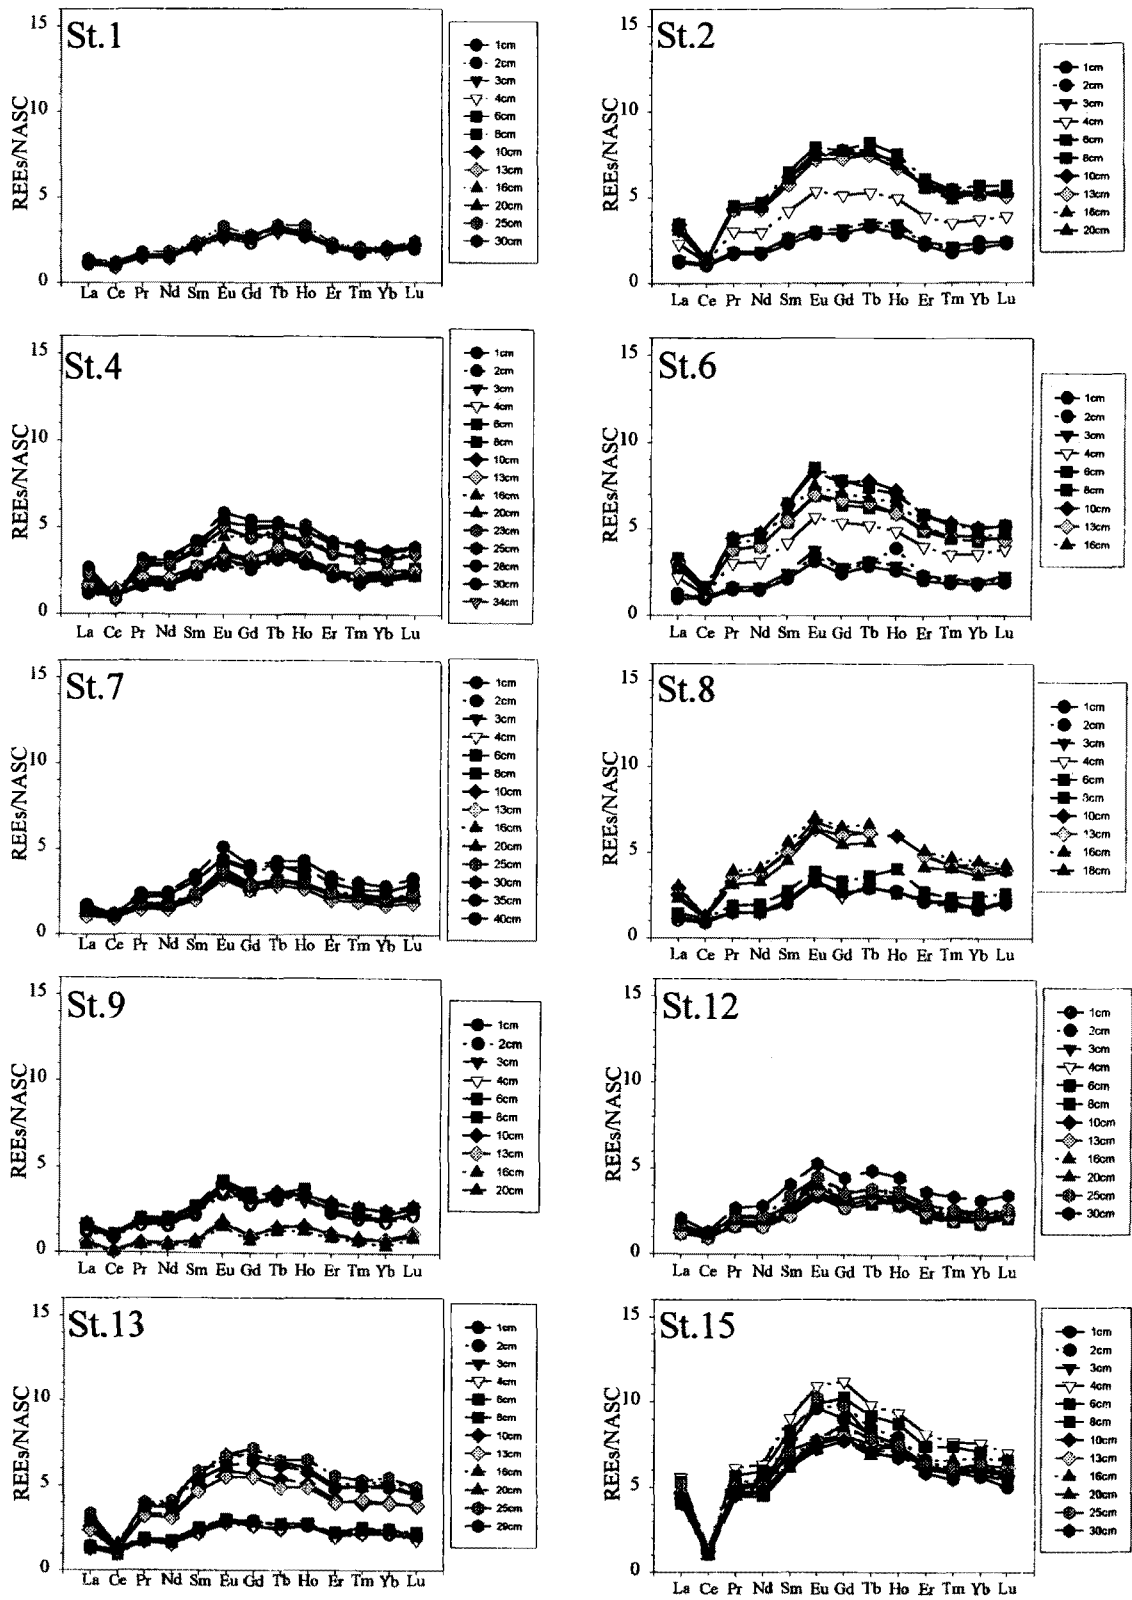 St.1
15
10
5
0
REEs/NASC
La Ce Pr Nd Sm Eu Gd Tb Ho Er Tm Yb Lu
1cm
2cm
3cm
4cm
6cm
8cm
10cm
13cm
16cm
20cm
25cm
30cm
St.2
15
10
5
0
REEs/NASC
La Ce Pr Nd Sm Eu Gd Tb Ho Er Tm Yb Lu
1cm
2cm
3cm
4cm
6cm
8cm
10cm
13cm
16cm
20cm
St.4
15
10
5
0
REEs/NASC
La Ce Pr Nd Sm Eu Gd Tb Ho Er Tm Yb Lu
1cm
2cm
3cm
4cm
6cm
8cm
10cm
13cm
16cm
20cm
23cm
25cm
28cm
30cm
34cm
St.6
15
10
5
0
REEs/NASC
La Ce Pr Nd Sm Eu Gd Tb Ho Er Tm Yb Lu
1cm
2cm
3cm
4cm
6cm
8cm
10cm
13cm
16cm
St.7
15
10
5
0
REEs/NASC
La Ce Pr Nd Sm Eu Gd Tb Ho Er Tm Yb Lu
1cm
2cm
3cm
4cm
6cm
8cm
10cm
13cm
16cm
20cm
25cm
30cm
35cm
40cm
St.8
15
10
5
0
REEs/NASC
La Ce Pr Nd Sm Eu Gd Tb Ho Er Tm Yb Lu
1cm
2cm
3cm
4cm
6cm
8cm
10cm
13cm
16cm
18cm
St.9
15
10
5
0
REEs/NASC
La Ce Pr Nd Sm Eu Gd Tb Ho Er Tm Yb Lu
1cm
2cm
3cm
4cm
6cm
8cm
10cm
13cm
16cm
20cm
St.12
15
10
5
0
REEs/NASC
La Ce Pr Nd Sm Eu Gd Tb Ho Er Tm Yb Lu
1cm
2cm
3cm
4cm
6cm
8cm
10cm
13cm
16cm
20cm
25cm
30cm
St.13
15
10
5
0
REEs/NASC
La Ce Pr Nd Sm Eu Gd Tb Ho Er Tm Yb Lu
1cm
2cm
3cm
4cm
6cm
8cm
10cm
13cm
16cm
20cm
25cm
29cm
St.15
15
10
5
0
REEs/NASC
La Ce Pr Nd Sm Eu Gd Tb Ho Er Tm Yb Lu
1cm
2cm
3cm
4cm
6cm
8cm
10cm
13cm
16cm
20cm
25cm
30cm